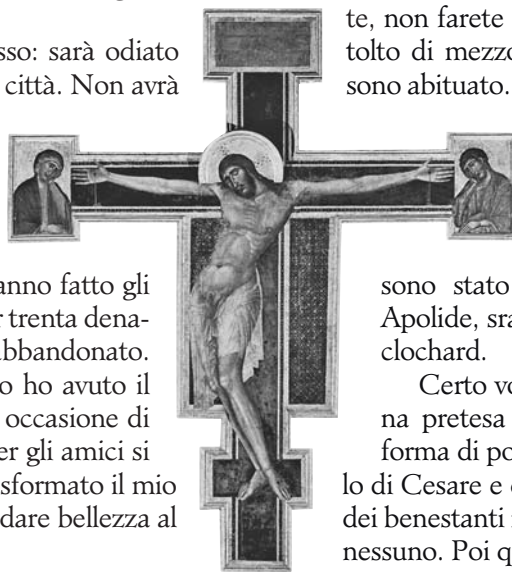 sso: sarà odiato
città. Non avrà
anno fatto gli
r trenta dena-
bbandonato.
o ho avuto il
occasione di
er gli amici si
sformato il mio
dare bellezza al
te, non farete
tolto di mezzo
sono abituato.
sono stato
Apolide, sra
clochard.
Certo vo
na pretesa
forma di po
lo di Cesare e
dei benestanti
nessuno. Poi q